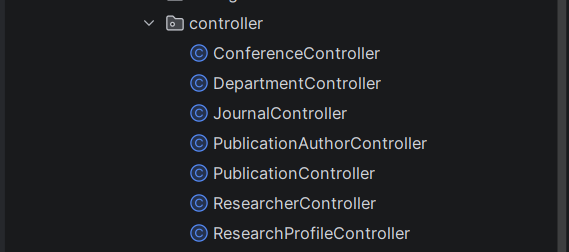 controller
ConferenceController
DepartmentController
JournalController
PublicationAuthorController
PublicationController
ResearcherController
ResearchProfileController